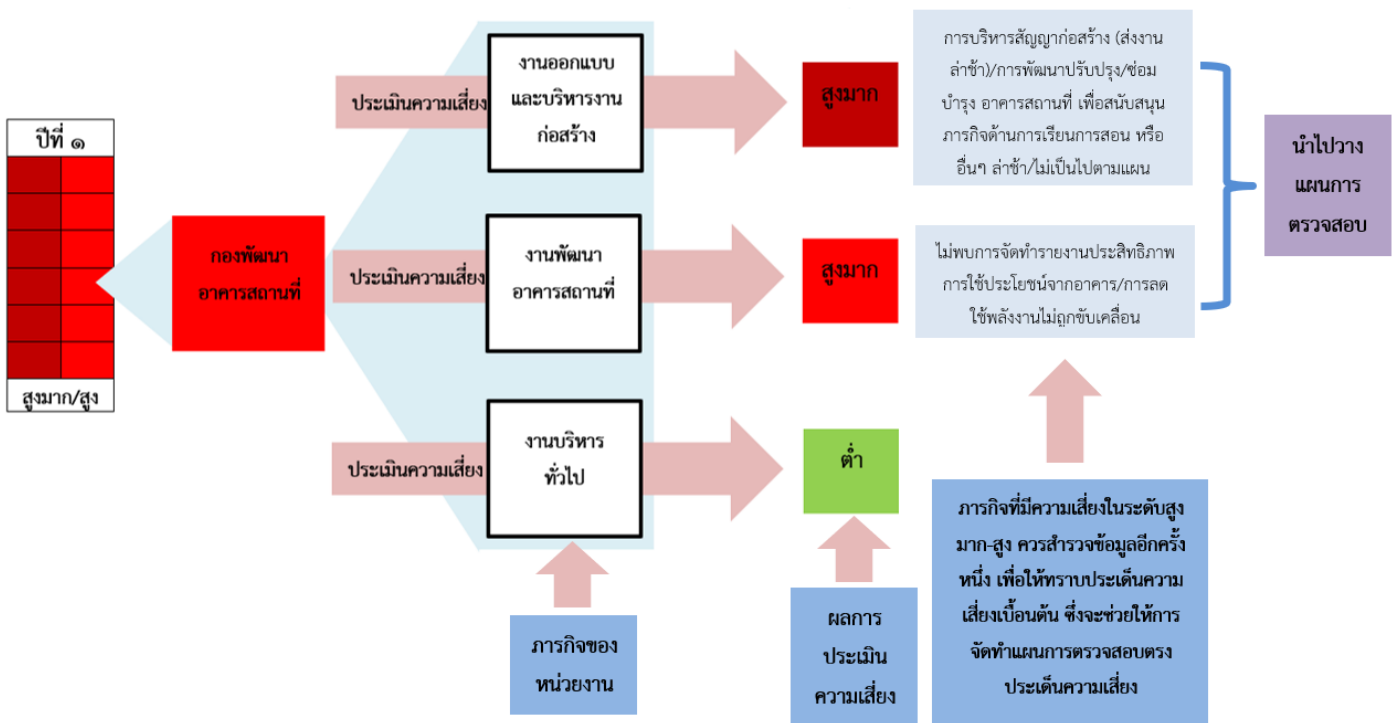 ปีที่ ๑
สูงมาก/สูง
กองพัฒนา
อาคารสถานที่
ประเมินความเสี่ยง
งานออกแบบ
และบริหารงาน
ก่อสร้าง
สูงมาก
การบริหารสัญญาก่อสร้าง (ส่งงาน
ล่าช้า)/การพัฒนาปรับปรุง/ซ่อม
บำรุง อาคารสถานที่ เพื่อสนับสนุน
ภารกิจด้านการเรียนการสอน หรือ
อื่นๆ ล่าช้า/ไม่เป็นไปตามแผน
ประเมินความเสี่ยง
งานพัฒนา
อาคารสถานที่
สูงมาก
ไม่พบการจัดทำรายงานประสิทธิภาพ
การใช้ประโยชน์จากอาคาร/การลด
ใช้พลังงานไม่ถูกขับเคลื่อน
นำไปวาง
แผนการ
ตรวจสอบ
ประเมินความเสี่ยง
งานบริหาร
ทั่วไป
ต่ำ
ภารกิจของ
หน่วยงาน
ผลการ
ประเมิน
ความเสี่ยง
ภารกิจที่มีความเสี่ยงในระดับสูง
มาก-สูง ควรสำรวจข้อมูลอีกครั้ง
หนึ่ง เพื่อให้ทราบประเด็นความ
เสี่ยงเบื้อนต้น ซึ่งจะช่วยให้การ
จัดทำแผนการตรวจสอบตรง
ประเด็นความเสี่ยง